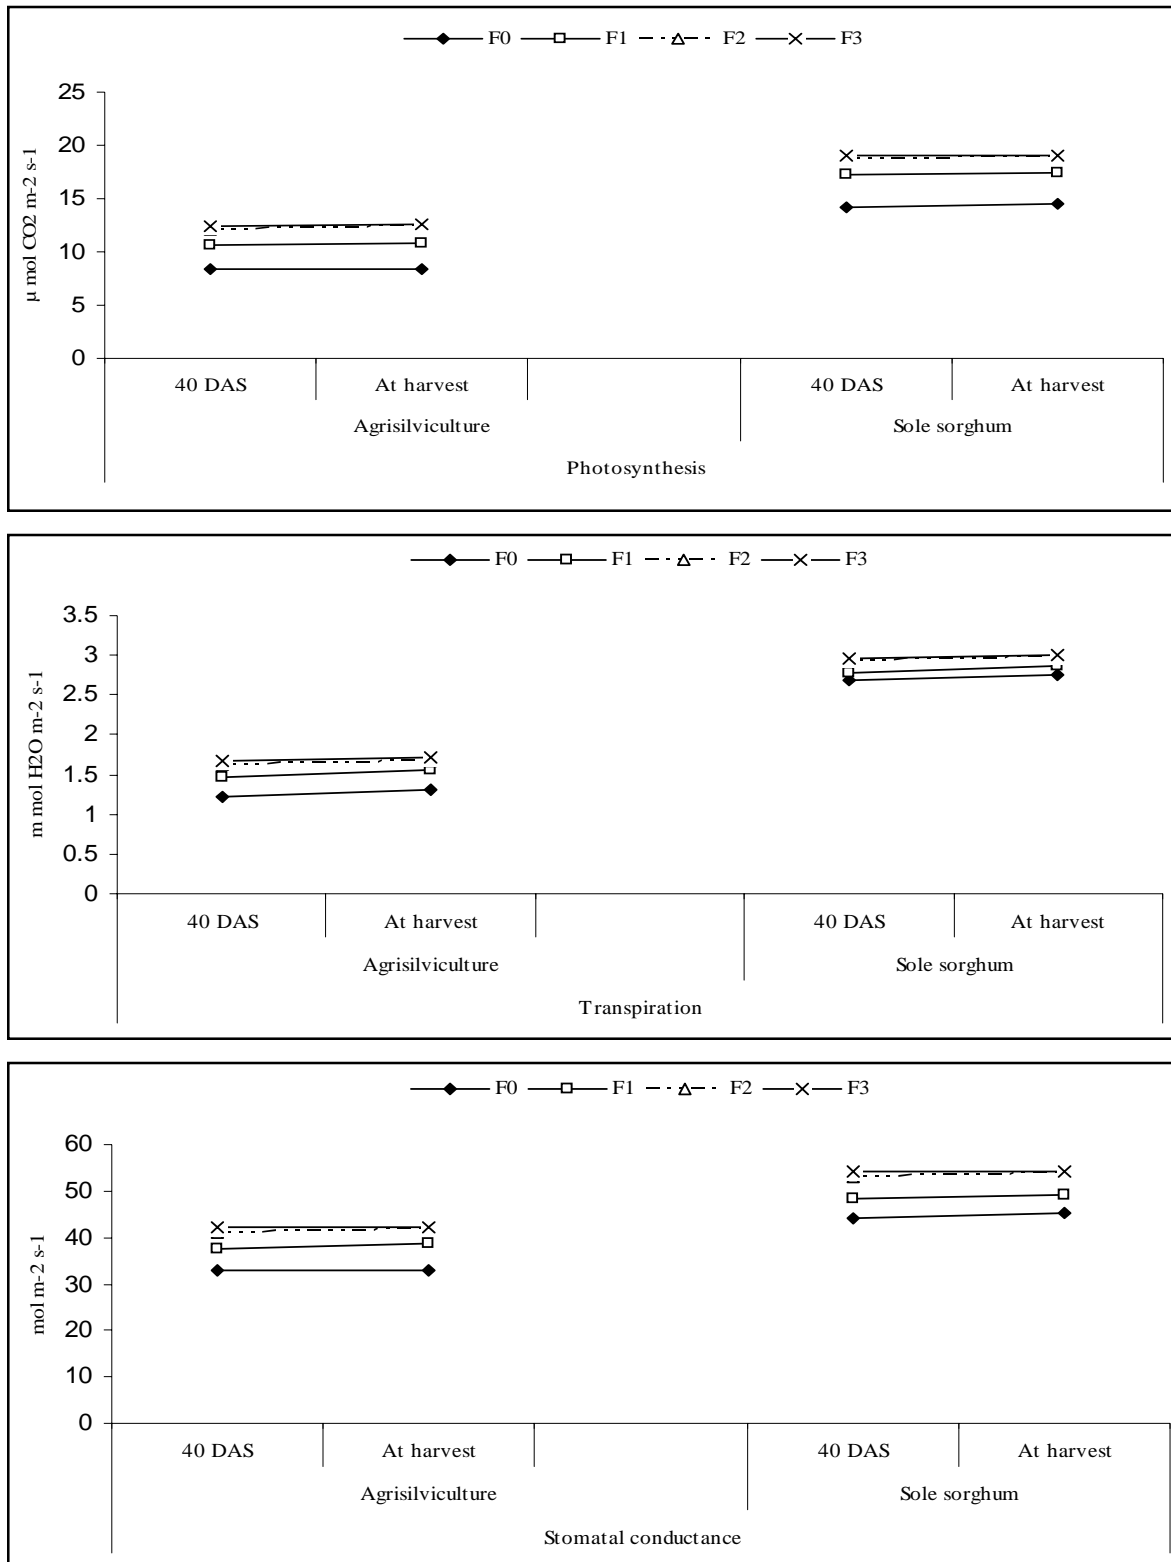 F0 F1 F2 F3
25
20
15
10
5
0
µ mol CO2 m-2 s-1
40 DAS At harvest 40 DAS At harvest
Agrisilviculture Sole sorghum
Photosynthesis
F0 F1 F2 F3
3.5
3
2.5
2
1.5
1
0.5
0
m mol H2O m-2 s-1
40 DAS At harvest 40 DAS At harvest
Agrisilviculture Sole sorghum
Transpiration
F0 F1 F2 F3
60
50
40
30
20
10
0
mol m-2 s-1
40 DAS At harvest 40 DAS At harvest
Agrisilviculture Sole sorghum
Stomatal conductance